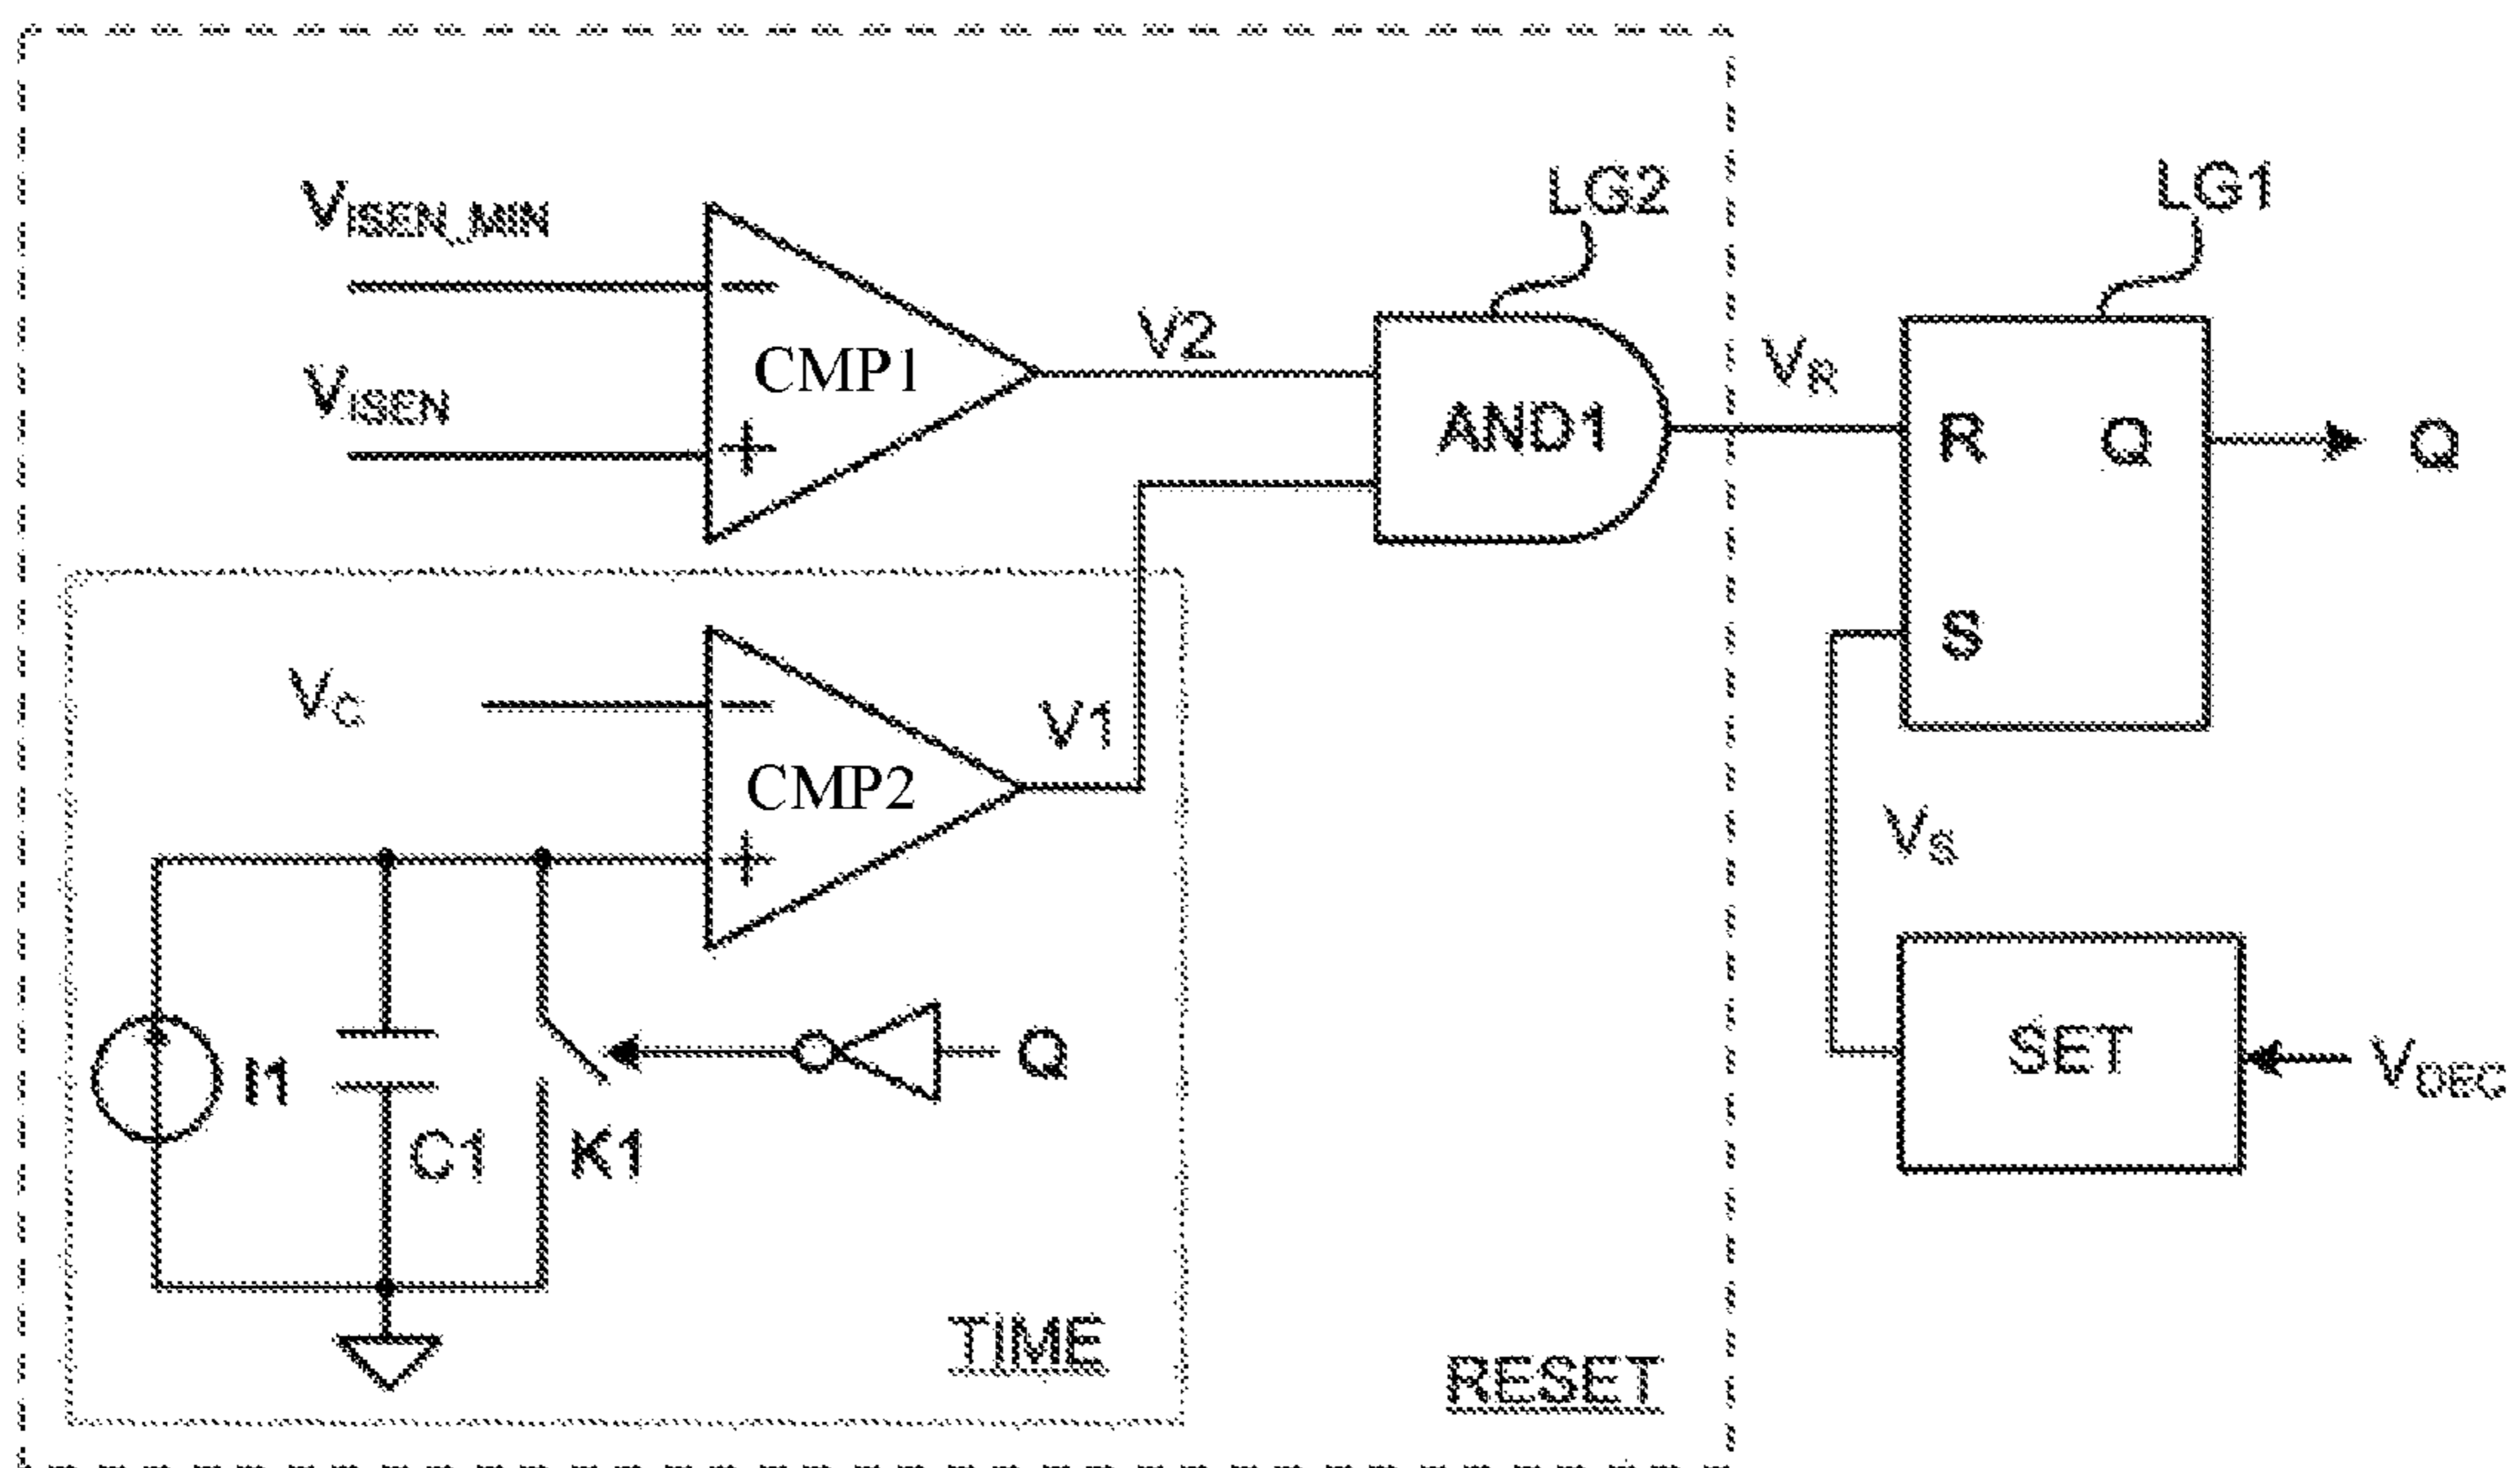 LG2
LG1
VISEN_MIN
V2
VISEN
CMP1
AND1
VR
R
Q
Q
S
VC
V1
CMP2
VS
I1
C1
K1
Q
SET
VDEC
TIME
RESET